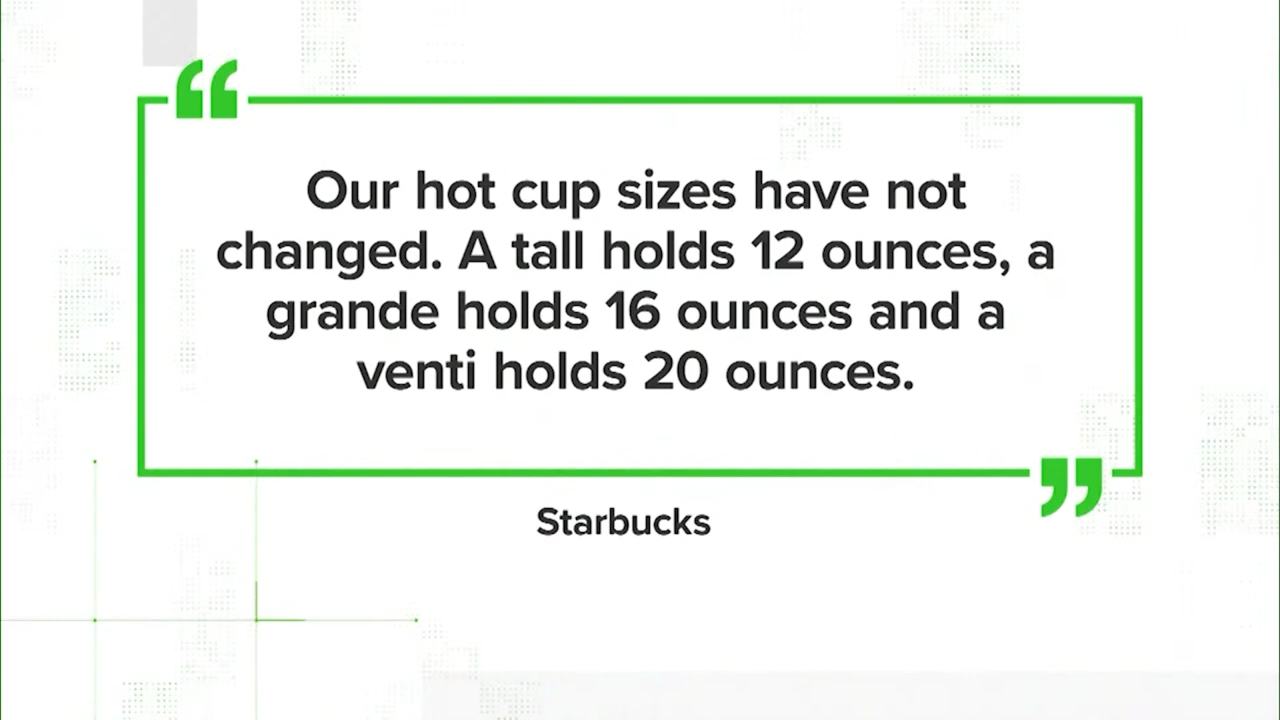 “
Our hot cup sizes have not
changed. A tall holds 12 ounces, a
grande holds 16 ounces and a
venti holds 20 ounces.
”
Starbucks